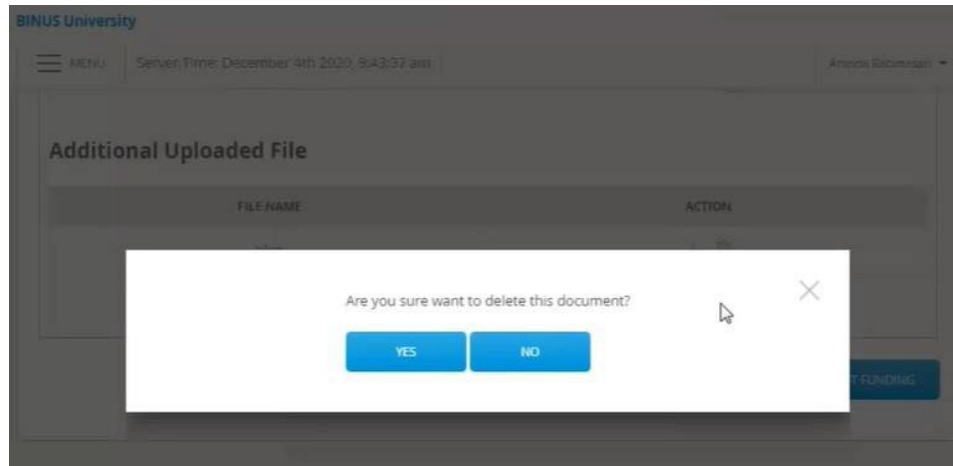 BINUS University
MENU Server Time: December 4th 2020, 9:43:37 am
Additional Uploaded File
FILE NAME ACTION
Are you sure want to delete this document?
YES NO
FUNDING